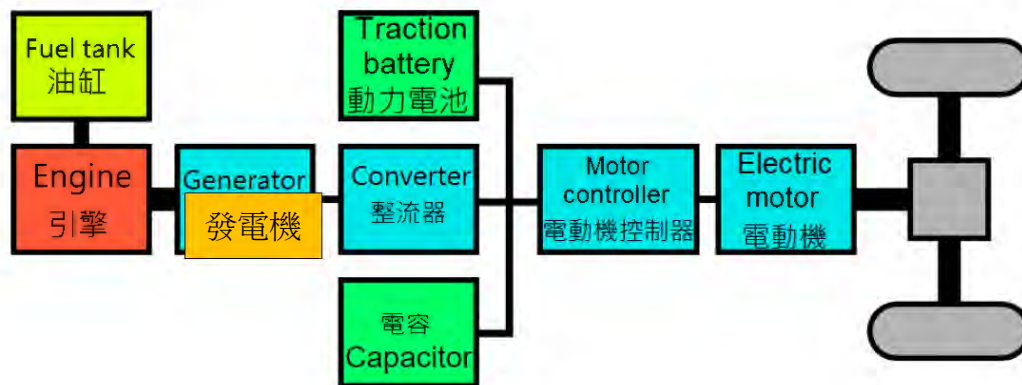 Fuel tank
油缸
Engine
引擎
Generator
發電機
Traction
battery
動力電池
Converter
整流器
電容
Capacitor
Motor
controller
電動機控制器
Electric
motor
電動機